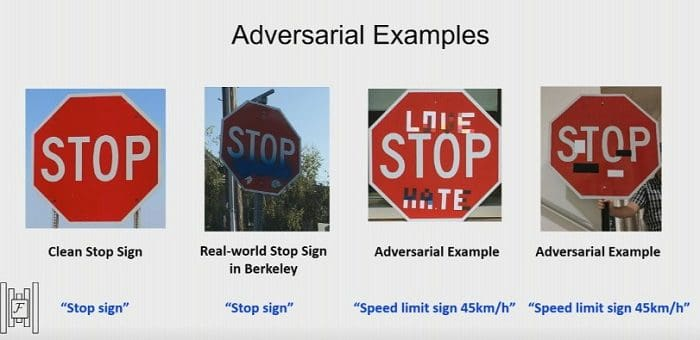 Adversarial Examples
STOP
STOP
LOVE
STOP
HATE
STOP
Clean Stop Sign
Real-world Stop Sign
in Berkeley
Adversarial Example
Adversarial Example
“Stop sign”
“Stop sign”
“Speed limit sign 45km/h”
“Speed limit sign 45km/h”
F